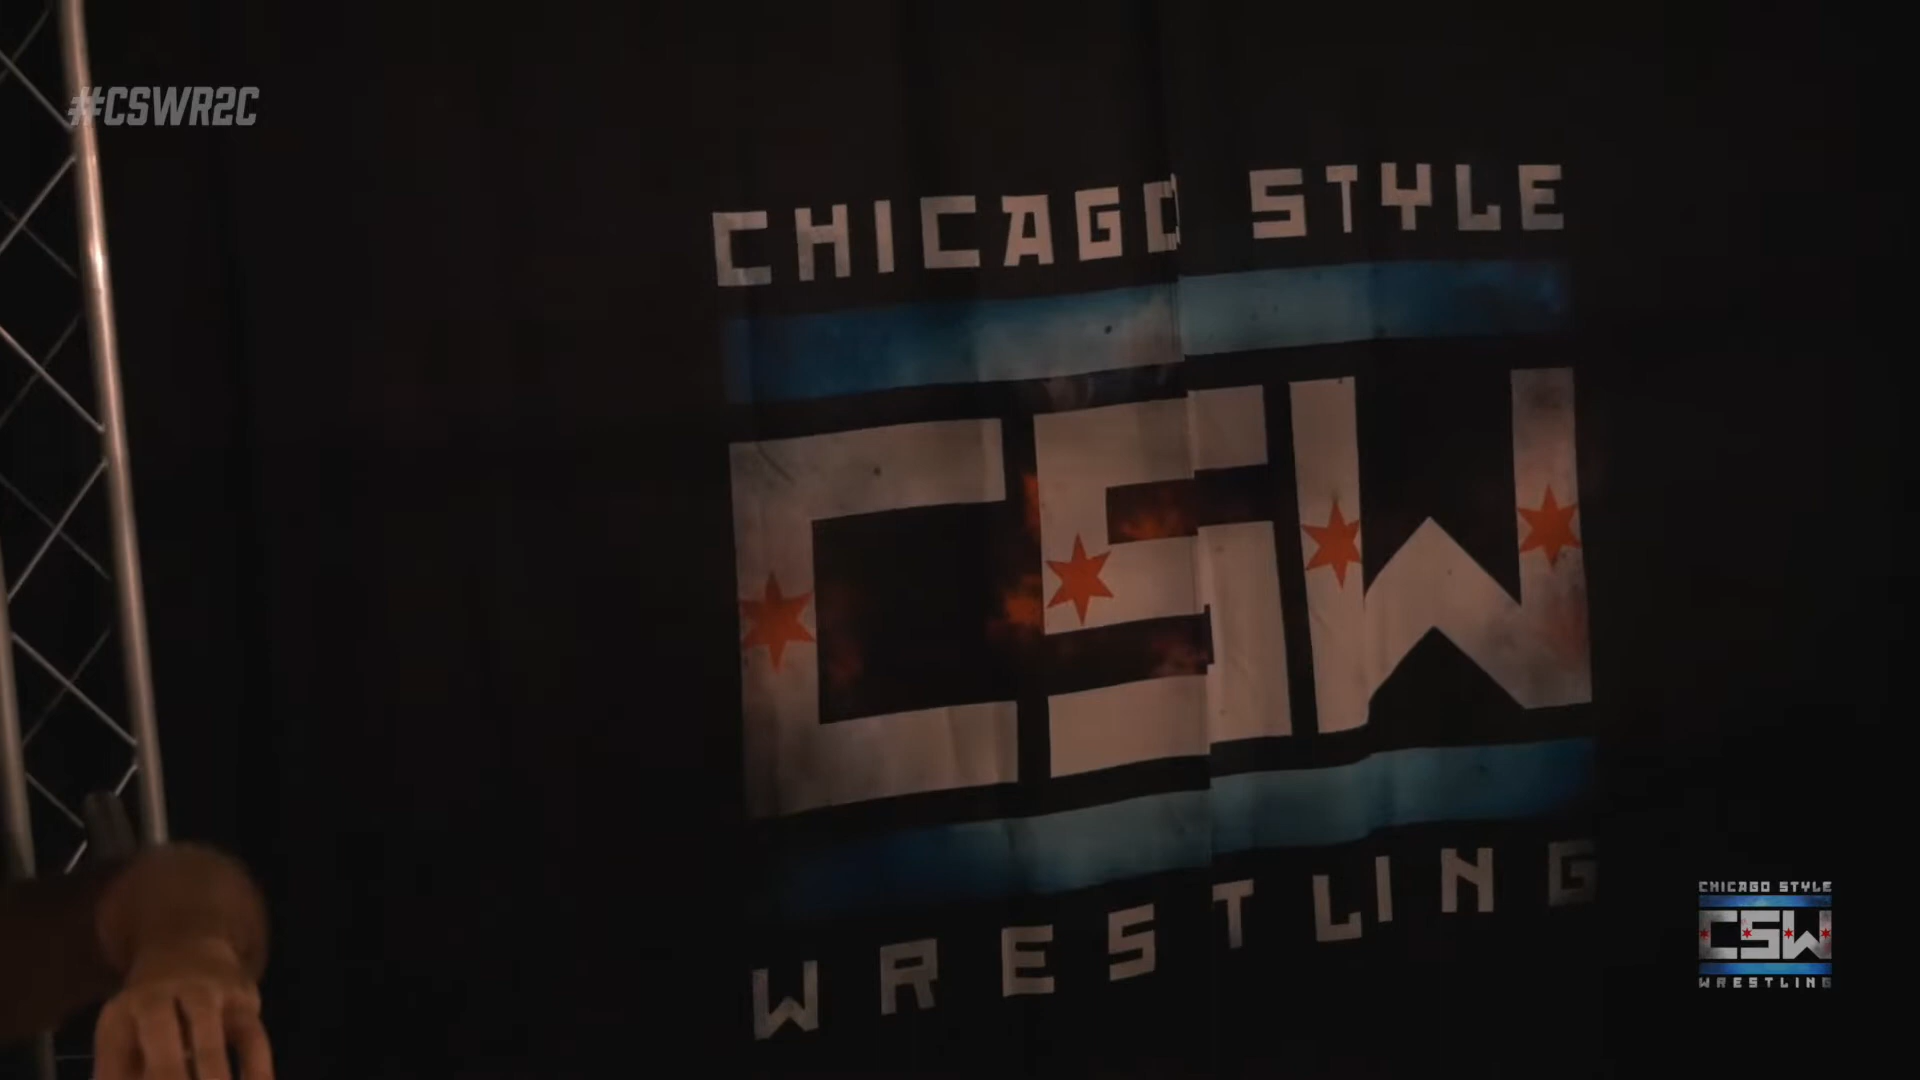 #CSWR2C
CHICAGO STYLE
CSW
WRESTLING
CHICAGO STYLE
CSW
WRESTLING